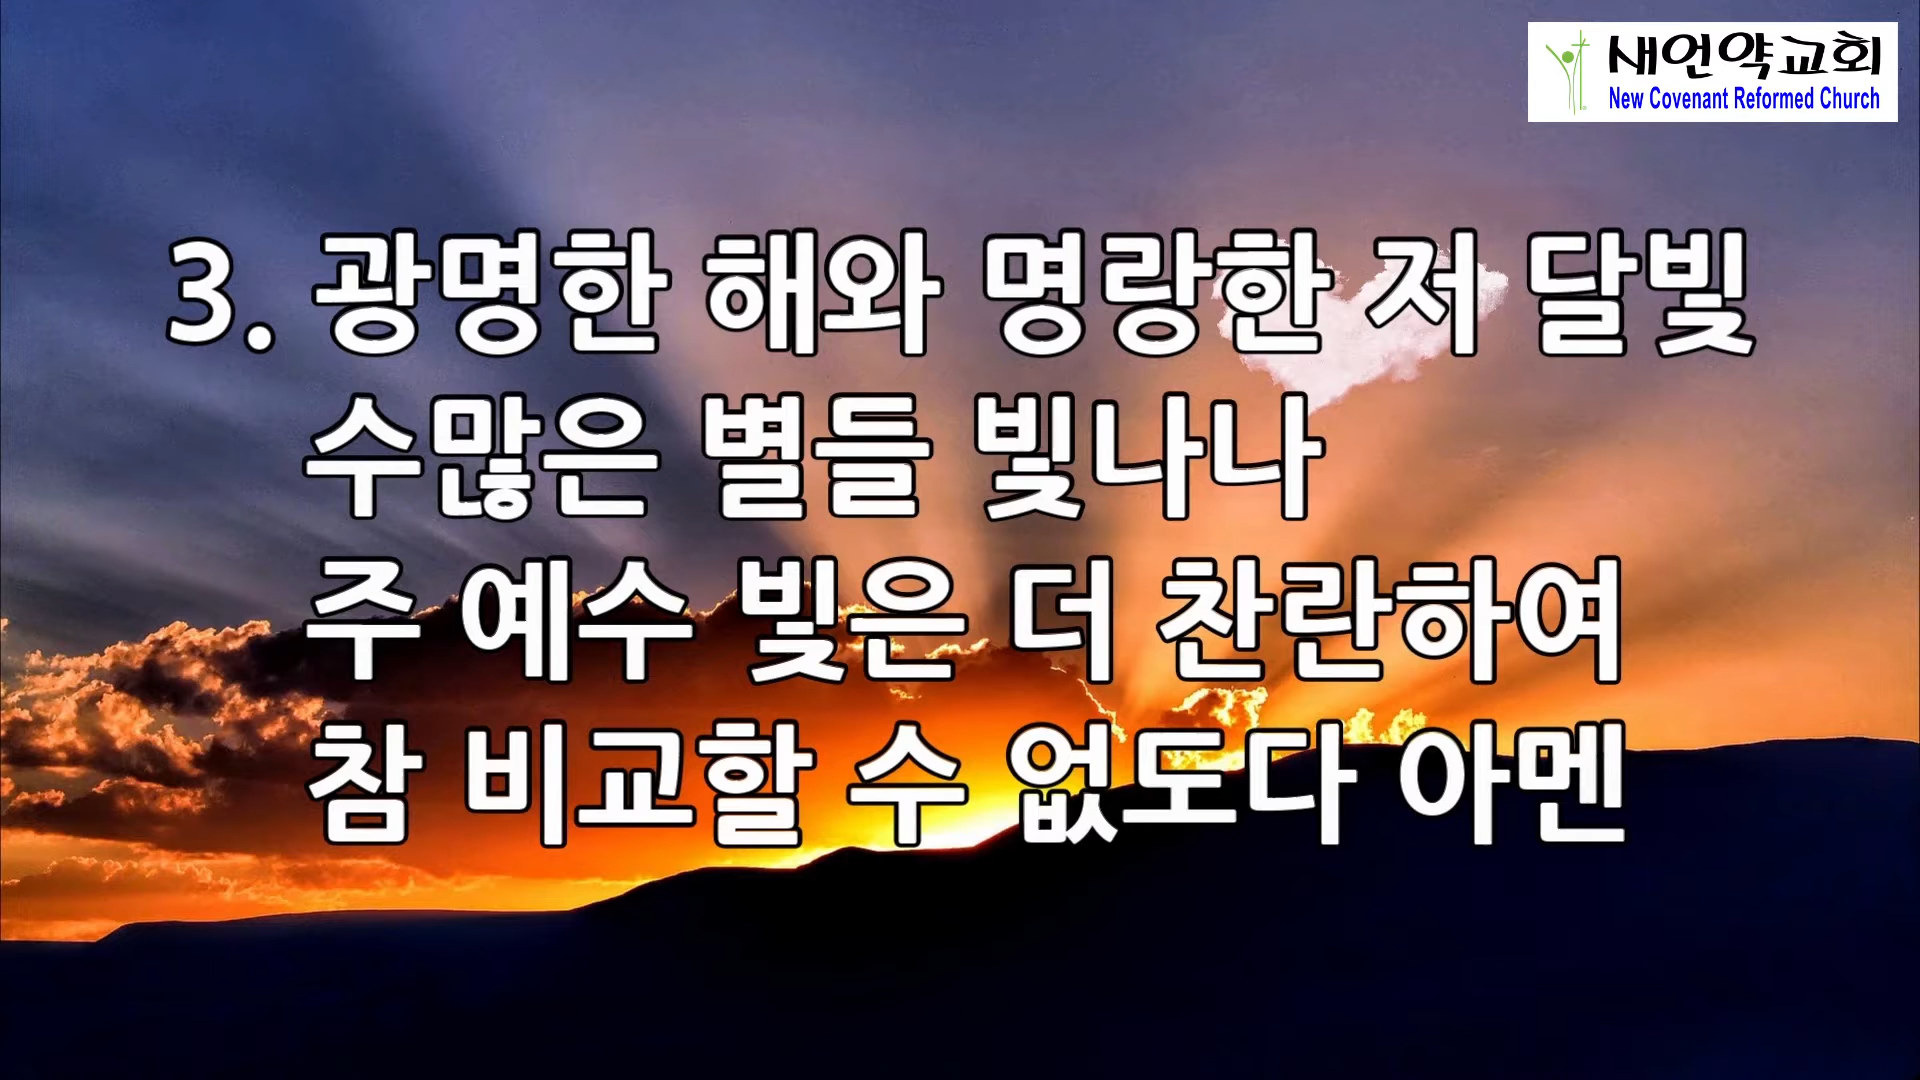 새언약교회
New Covenant Reformed Church
3. 광명한 해와 명랑한 저 달빛
수많은 별들 빛나나
주 예수 빛은 더 찬란하여
참 비교할 수 없도다 아멘